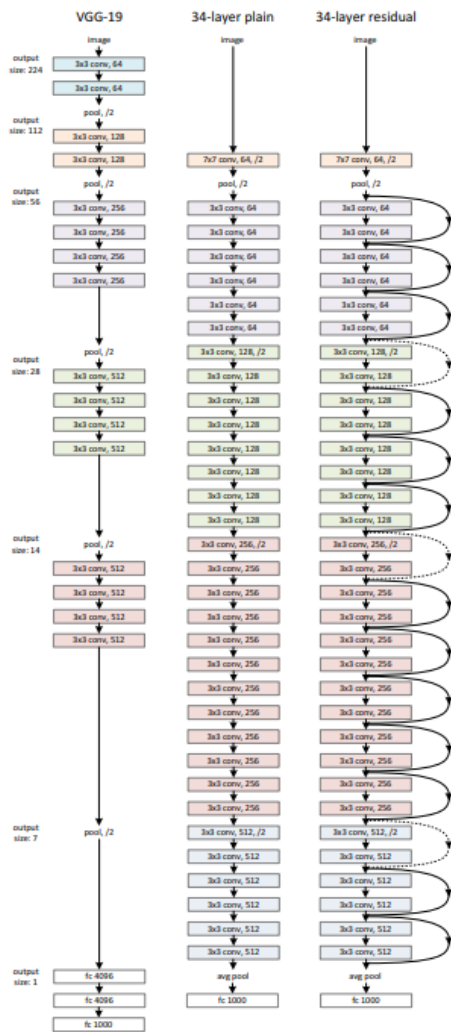 output
size: 224
output
size: 112
output
size: 56
output
size: 28
output
size: 14
output
size: 7
output
size: 1
VGG-19
image
3x3 conv, 64
3x3 conv, 64
pool, /2
3x3 conv, 128
3x3 conv, 128
pool, /2
3x3 conv, 256
3x3 conv, 256
3x3 conv, 256
3x3 conv, 256
pool, /2
3x3 conv, 512
3x3 conv, 512
3x3 conv, 512
3x3 conv, 512
pool, /2
3x3 conv, 512
3x3 conv, 512
3x3 conv, 512
3x3 conv, 512
pool, /2
fc 4096
fc 4096
fc 1000
34-layer plain
image
7x7 conv, 64, /2
pool, /2
3x3 conv, 64
3x3 conv, 64
3x3 conv, 64
3x3 conv, 64
3x3 conv, 64
3x3 conv, 64
3x3 conv, 128, /2
3x3 conv, 128
3x3 conv, 128
3x3 conv, 128
3x3 conv, 128
3x3 conv, 128
3x3 conv, 128
3x3 conv, 128
3x3 conv, 256, /2
3x3 conv, 256
3x3 conv, 256
3x3 conv, 256
3x3 conv, 256
3x3 conv, 256
3x3 conv, 256
3x3 conv, 256
3x3 conv, 256
3x3 conv, 256
3x3 conv, 256
3x3 conv, 256
3x3 conv, 512, /2
3x3 conv, 512
3x3 conv, 512
3x3 conv, 512
3x3 conv, 512
3x3 conv, 512
avg pool
fc 1000
34-layer residual
image
7x7 conv, 64, /2
pool, /2
3x3 conv, 64
3x3 conv, 64
3x3 conv, 64
3x3 conv, 64
3x3 conv, 64
3x3 conv, 64
3x3 conv, 128, /2
3x3 conv, 128
3x3 conv, 128
3x3 conv, 128
3x3 conv, 128
3x3 conv, 128
3x3 conv, 128
3x3 conv, 128
3x3 conv, 256, /2
3x3 conv, 256
3x3 conv, 256
3x3 conv, 256
3x3 conv, 256
3x3 conv, 256
3x3 conv, 256
3x3 conv, 256
3x3 conv, 256
3x3 conv, 256
3x3 conv, 256
3x3 conv, 256
3x3 conv, 512, /2
3x3 conv, 512
3x3 conv, 512
3x3 conv, 512
3x3 conv, 512
3x3 conv, 512
avg pool
fc 1000